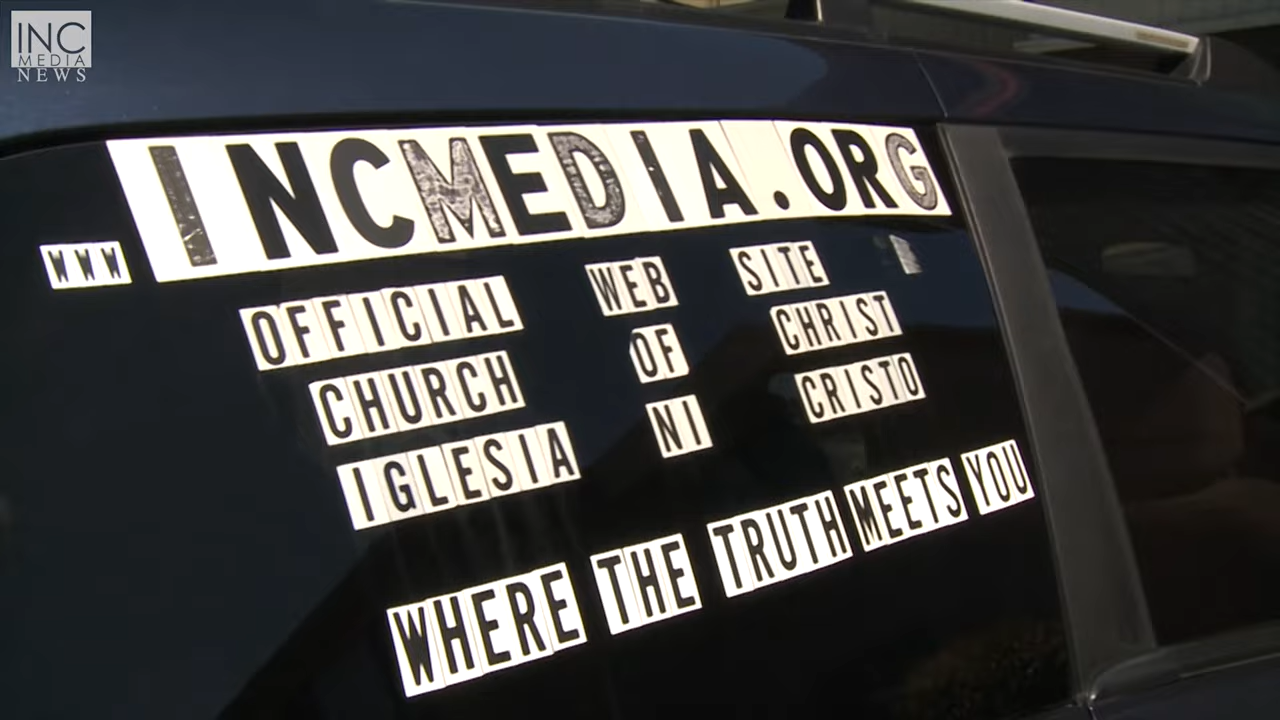 INC
MEDIA
NEWS
www.INCMEDIA.ORG
OFFICIAL WEB SITE
CHURCH OF CHRIST
IGLESIA NI CRISTO
WHERE THE TRUTH MEETS YOU